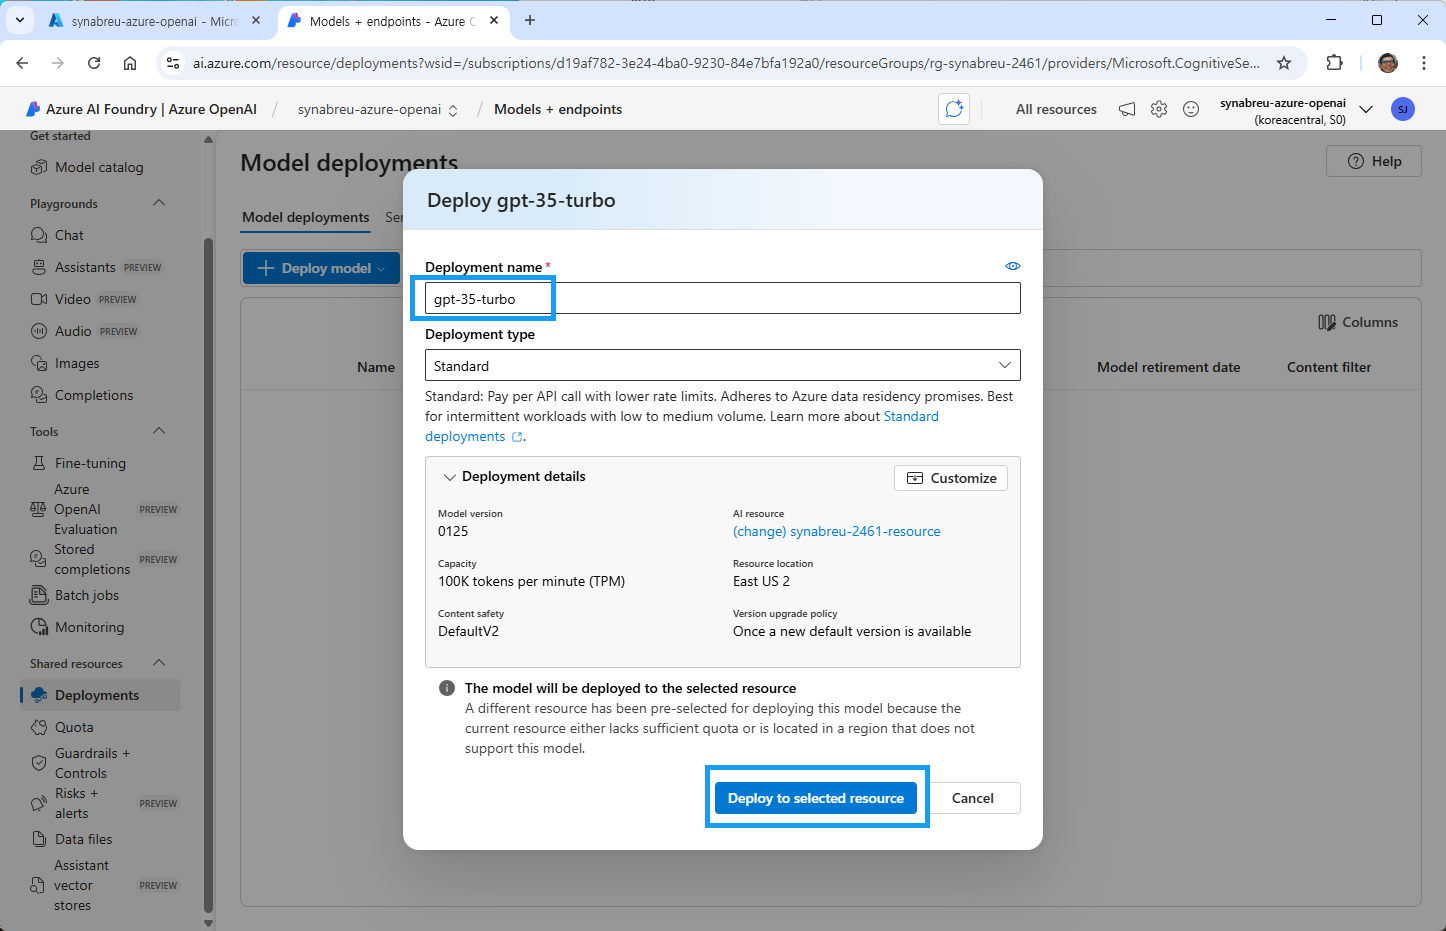 synabreu-azure-openai - Micro
Models + endpoints - Azure O
ai.azure.com/resource/deployments?wsid=/subscriptions/d19af782-3e24-4ba0-9230-84e7bfa192a0/resourceGroups/rg-synabreu-2461/providers/Microsoft.CognitiveSe...
Azure AI Foundry | Azure OpenAI / synabreu-azure-openai / Models + endpoints
All resources
synabreu-azure-openai
(koreacentral, S0)
SJ
Get started
Model catalog
Playgrounds
Chat
Assistants PREVIEW
Video PREVIEW
Audio PREVIEW
Images
Completions
Tools
Fine-tuning
Azure
OpenAI PREVIEW
Evaluation
Stored
completions PREVIEW
Batch jobs
Monitoring
Shared resources
Deployments
Quota
Guardrails +
Controls
Risks +
alerts PREVIEW
Data files
Assistant
vector PREVIEW
stores
Model deployments
Help
Model deployments
Ser
Deploy model
Columns
Name
Model retirement date
Content filter
Deploy gpt-35-turbo
Deployment name *
gpt-35-turbo
Deployment type
Standard
Standard: Pay per API call with lower rate limits. Adheres to Azure data residency promises. Best
for intermittent workloads with low to medium volume. Learn more about Standard
deployments .
Deployment details
Customize
Model version
0125
AI resource
(change) synabreu-2461-resource
Capacity
100K tokens per minute (TPM)
Resource location
East US 2
Content safety
DefaultV2
Version upgrade policy
Once a new default version is available
The model will be deployed to the selected resource
A different resource has been pre-selected for deploying this model because the
current resource either lacks sufficient quota or is located in a region that does not
support this model.
Deploy to selected resource
Cancel